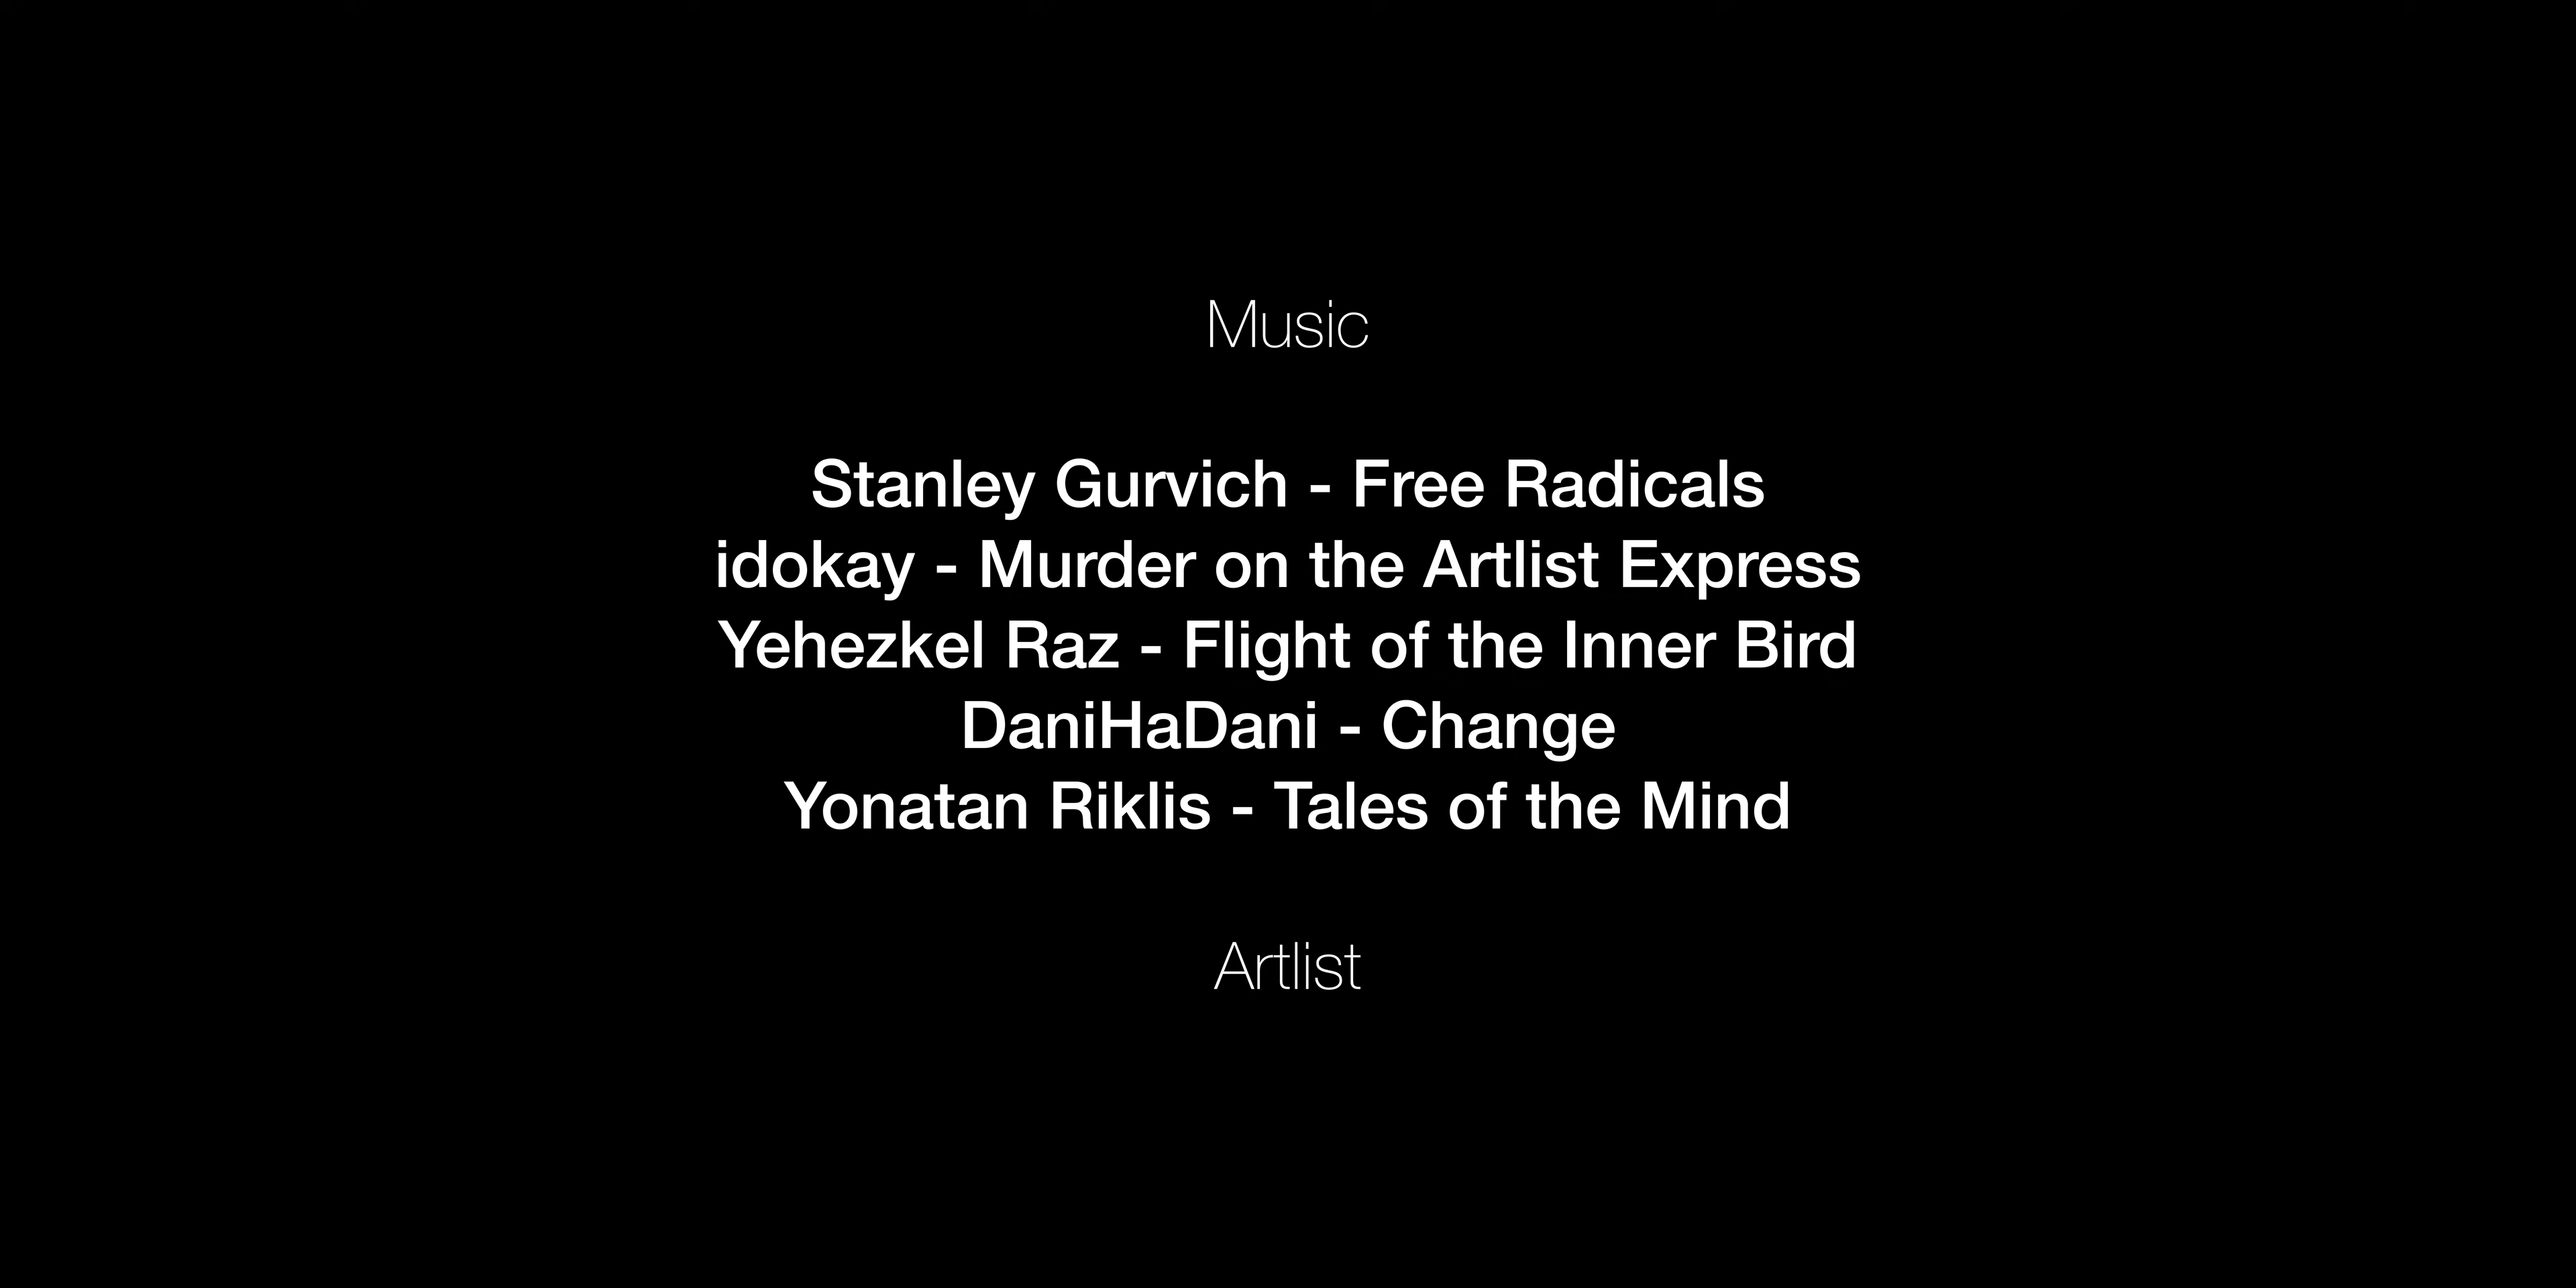 Music
Stanley Gurvich - Free Radicals
idokay - Murder on the Artlist Express
Yehezkel Raz - Flight of the Inner Bird
DaniHaDani - Change
Yonatan Riklis - Tales of the Mind
Artlist